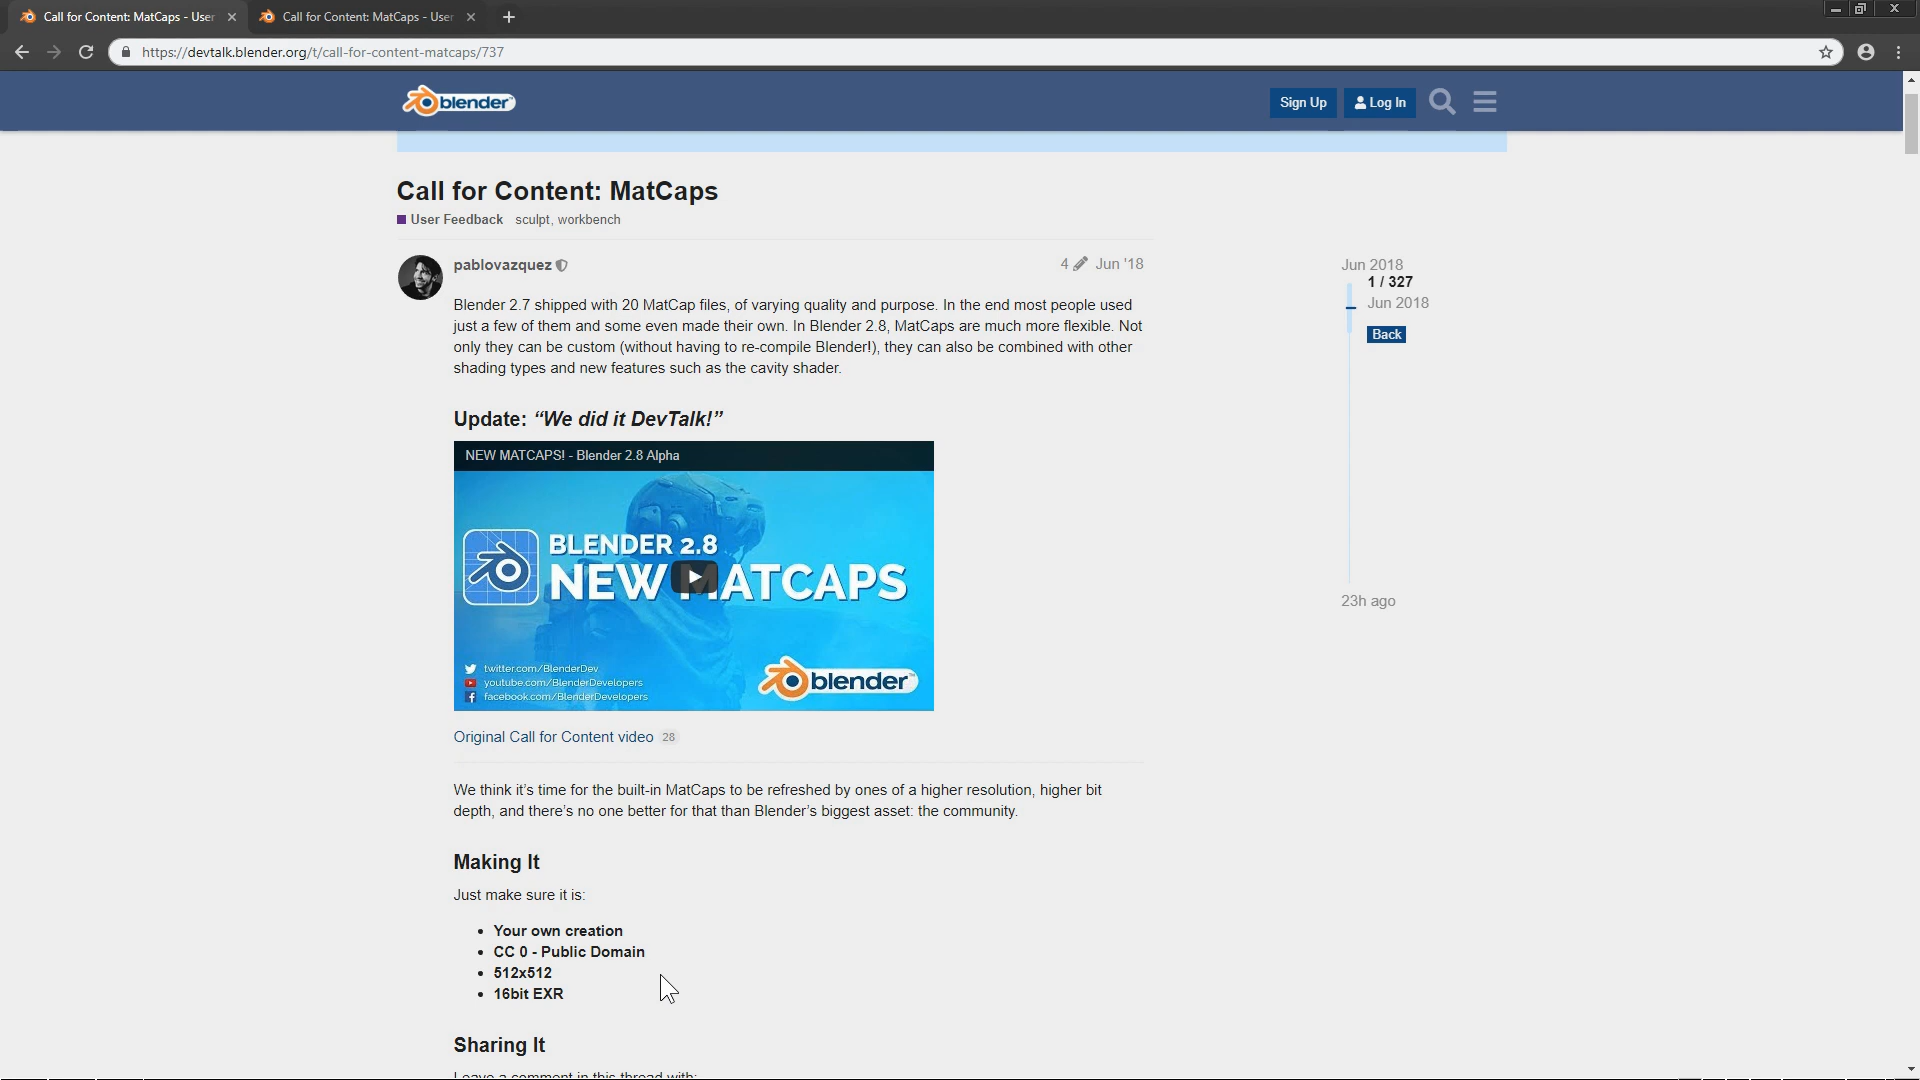 Call for Content: MatCaps - User
Call for Content: MatCaps - User
https://devtalk.blender.org/t/call-for-content-matcaps/737
blender
Sign Up
Log In
Call for Content: MatCaps
User Feedback sculpt, workbench
pablovazquez
4 Jun '18
Blender 2.7 shipped with 20 MatCap files, of varying quality and purpose. In the end most people used
just a few of them and some even made their own. In Blender 2.8, MatCaps are much more flexible. Not
only they can be custom (without having to re-compile Blender!), they can also be combined with other
shading types and new features such as the cavity shader.
Jun 2018
1 / 327
Jun 2018
Back
23h ago
Update: “We did it DevTalk!”
NEW MATCAPS! - Blender 2.8 Alpha
BLENDER 2.8
NEW MATCAPS
twitter.com/BlenderDev
youtube.com/BlenderDevelopers
facebook.com/BlenderDevelopers
blender
Original Call for Content video 28
We think it’s time for the built-in MatCaps to be refreshed by ones of a higher resolution, higher bit
depth, and there’s no one better for that than Blender’s biggest asset: the community.
Making It
Just make sure it is:
• Your own creation
• CC 0 - Public Domain
• 512x512
• 16bit EXR
Sharing It
Leave a comment in this thread with: